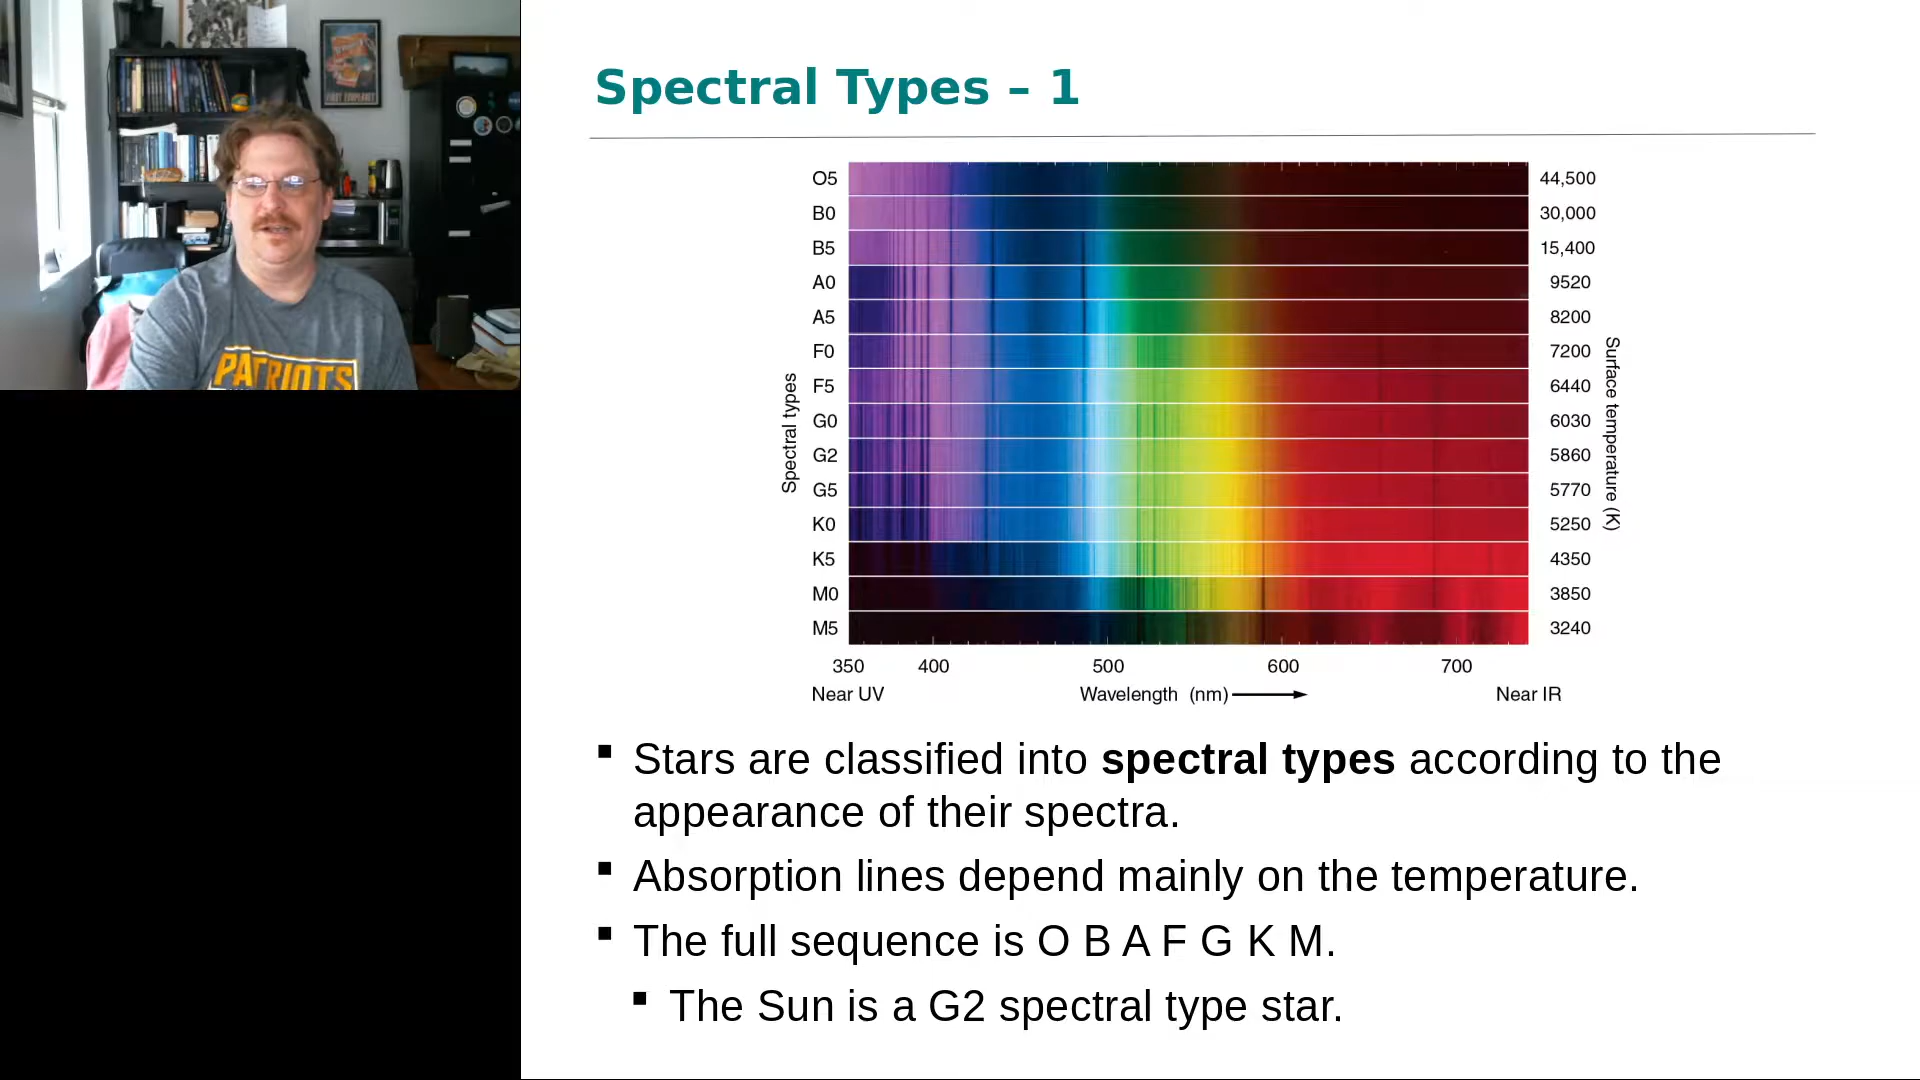 PATRIOTS
FIRST EXOPLANET
Spectral Types – 1
O5 44,500
B0 30,000
B5 15,400
A0 9520
A5 8200
F0 7200
F5 6440
G0 6030
G2 5860
G5 5770
K0 5250
K5 4350
M0 3850
M5 3240
Spectral types
Surface temperature (K)
350 400 500 600 700
Near UV Wavelength (nm) Near IR
▪ Stars are classified into spectral types according to the
appearance of their spectra.
▪ Absorption lines depend mainly on the temperature.
▪ The full sequence is O B A F G K M.
▪ The Sun is a G2 spectral type star.